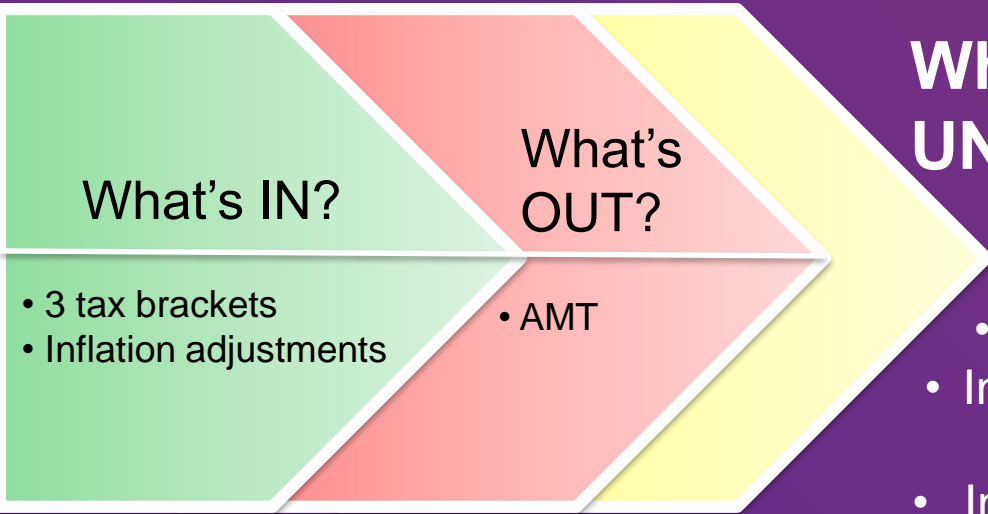 What's IN?
What's
OUT?
• 3 tax brackets
• Inflation adjustments
• AMT